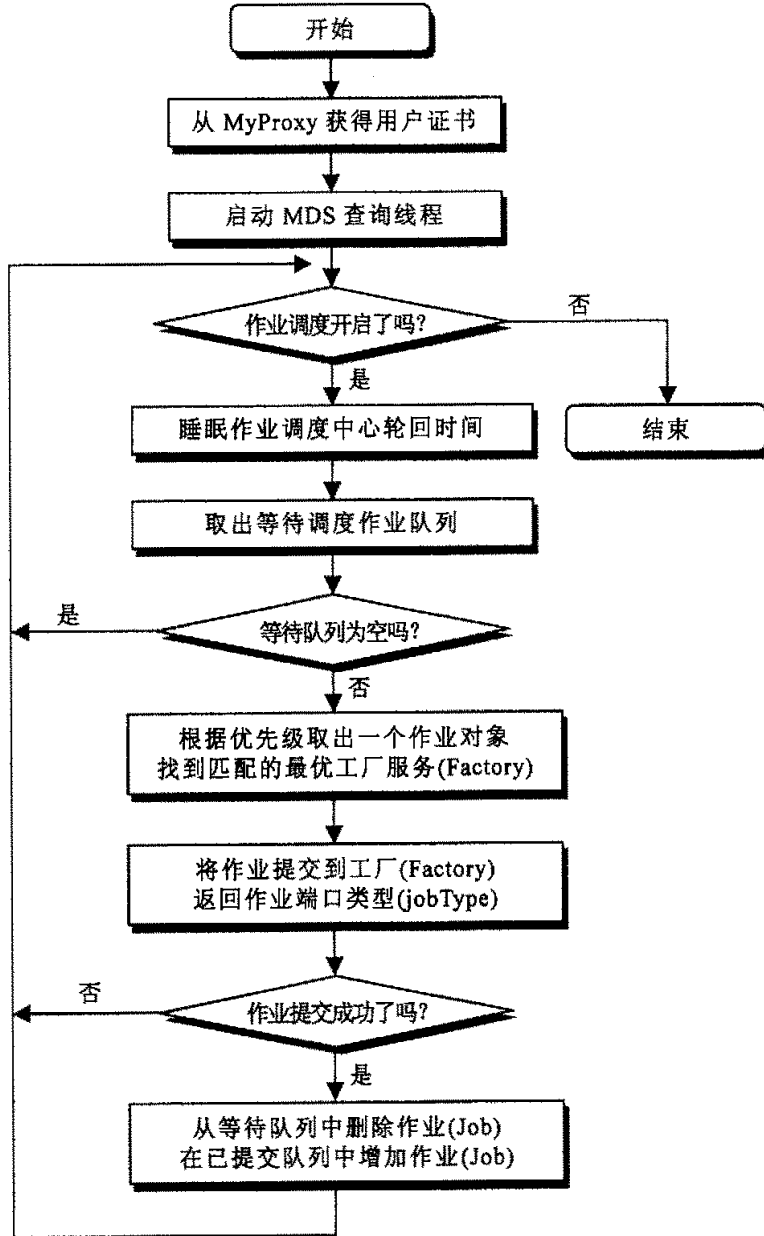 开始
从 MyProxy 获得用户证书
启动 MDS 查询线程
作业调度开启了吗?
否
是
睡眠作业调度中心轮回时间
结束
取出等待调度作业队列
等待队列为空吗?
是
否
根据优先级取出一个作业对象
找到匹配的最优工厂服务(Factory)
将作业提交到工厂(Factory)
返回作业端口类型(jobType)
作业提交成功了吗?
否
是
从等待队列中删除作业(Job)
在已提交队列中增加作业(Job)